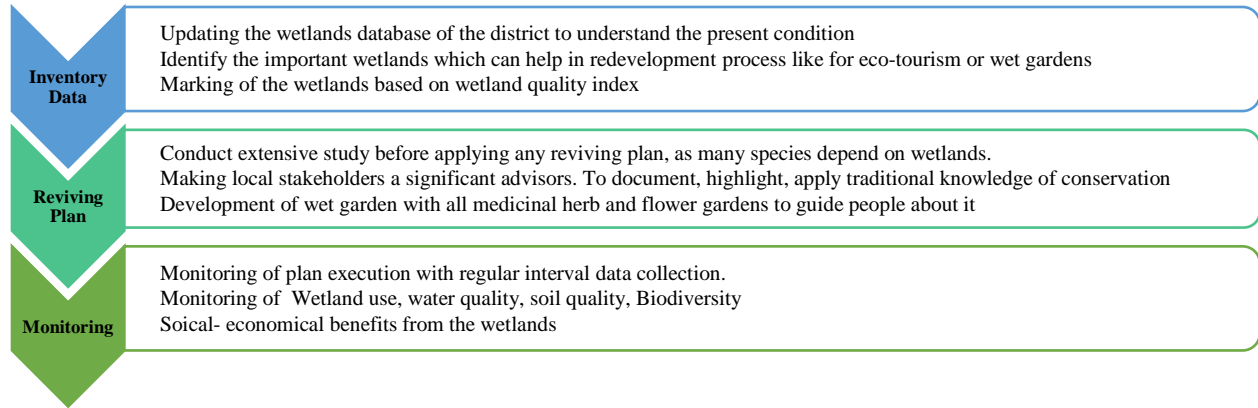 Inventory
Data
Updating the wetlands database of the district to understand the present condition
Identify the important wetlands which can help in redevelopment process like for eco-tourism or wet gardens
Marking of the wetlands based on wetland quality index
Reviving
Plan
Conduct extensive study before applying any reviving plan, as many species depend on wetlands.
Making local stakeholders a significant advisors. To document, highlight, apply traditional knowledge of conservation
Development of wet garden with all medicinal herb and flower gardens to guide people about it
Monitoring
Monitoring of plan execution with regular interval data collection.
Monitoring of  Wetland use, water quality, soil quality, Biodiversity
Soical- economical benefits from the wetlands